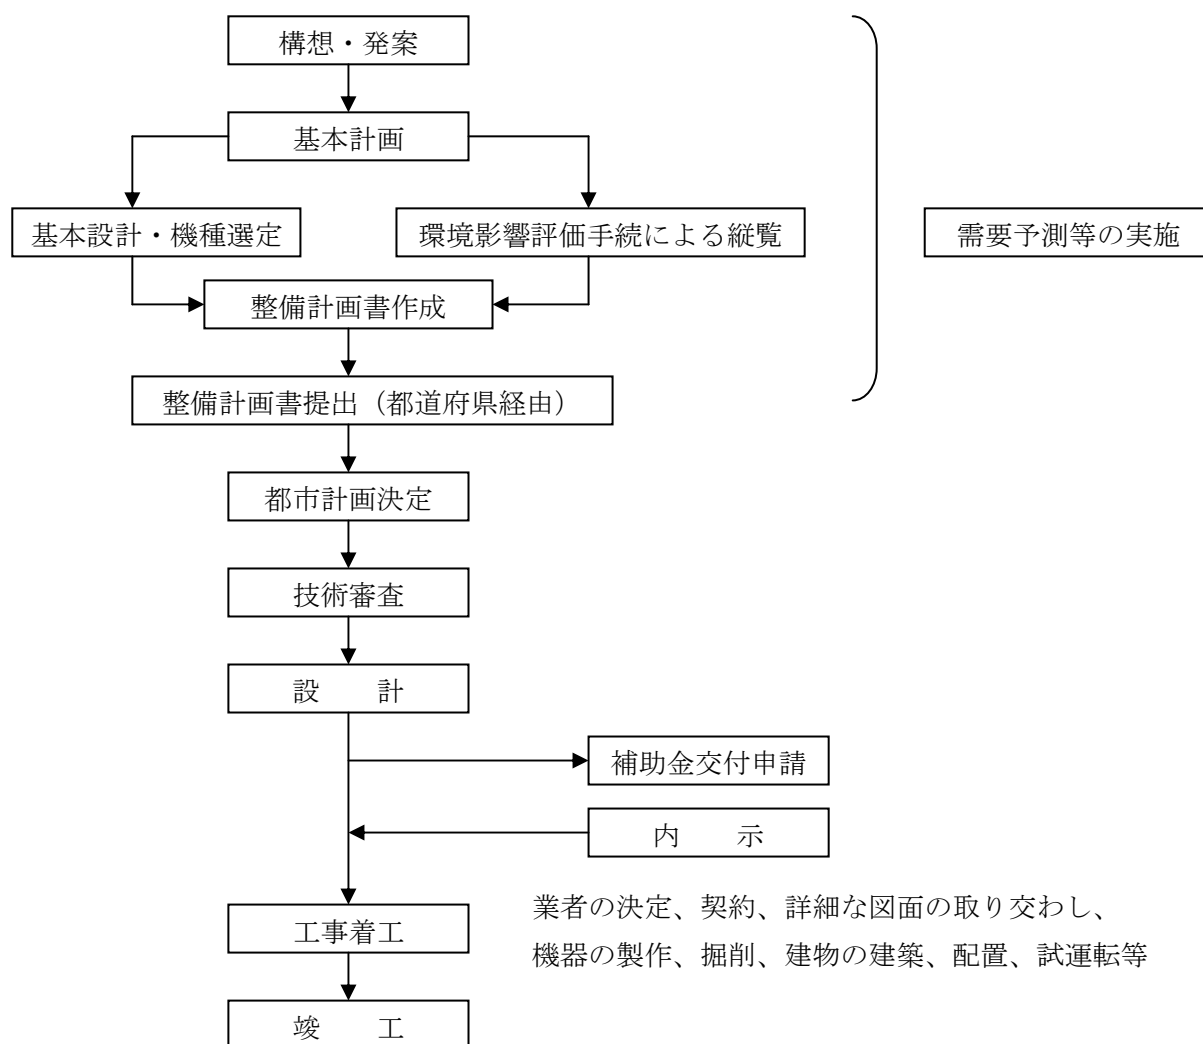 構想・発案
基本計画
基本設計・機種選定
環境影響評価手続による縦覧
需要予測等の実施
整備計画書作成
整備計画書提出（都道府県経由）
都市計画決定
技術審査
設　　計
補助金交付申請
内　　示
工事着工
業者の決定、契約、詳細な図面の取り交わし、
機器の製作、掘削、建物の建築、配置、試運転等
竣　　工